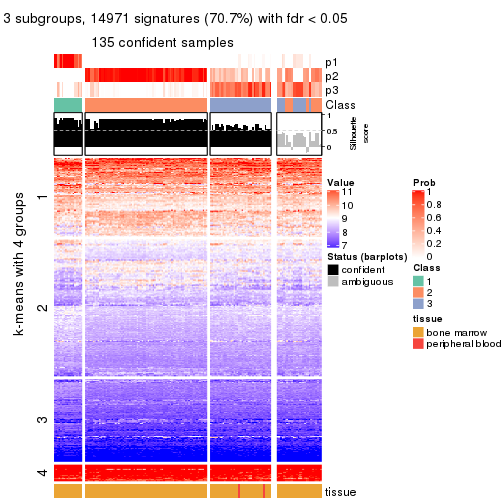 3 subgroups, 14971 signatures (70.7%) with fdr < 0.05
135 confident samples
p1
p2
p3
Class
1
0.5
0
Silhouette
score
k-means with 4 groups
1
2
3
4
tissue
Value
11
10
9
8
7
Status (barplots)
confident
ambiguous
Prob
1
0.8
0.6
0.4
0.2
0
Class
1
2
3
tissue
bone marrow
peripheral blood